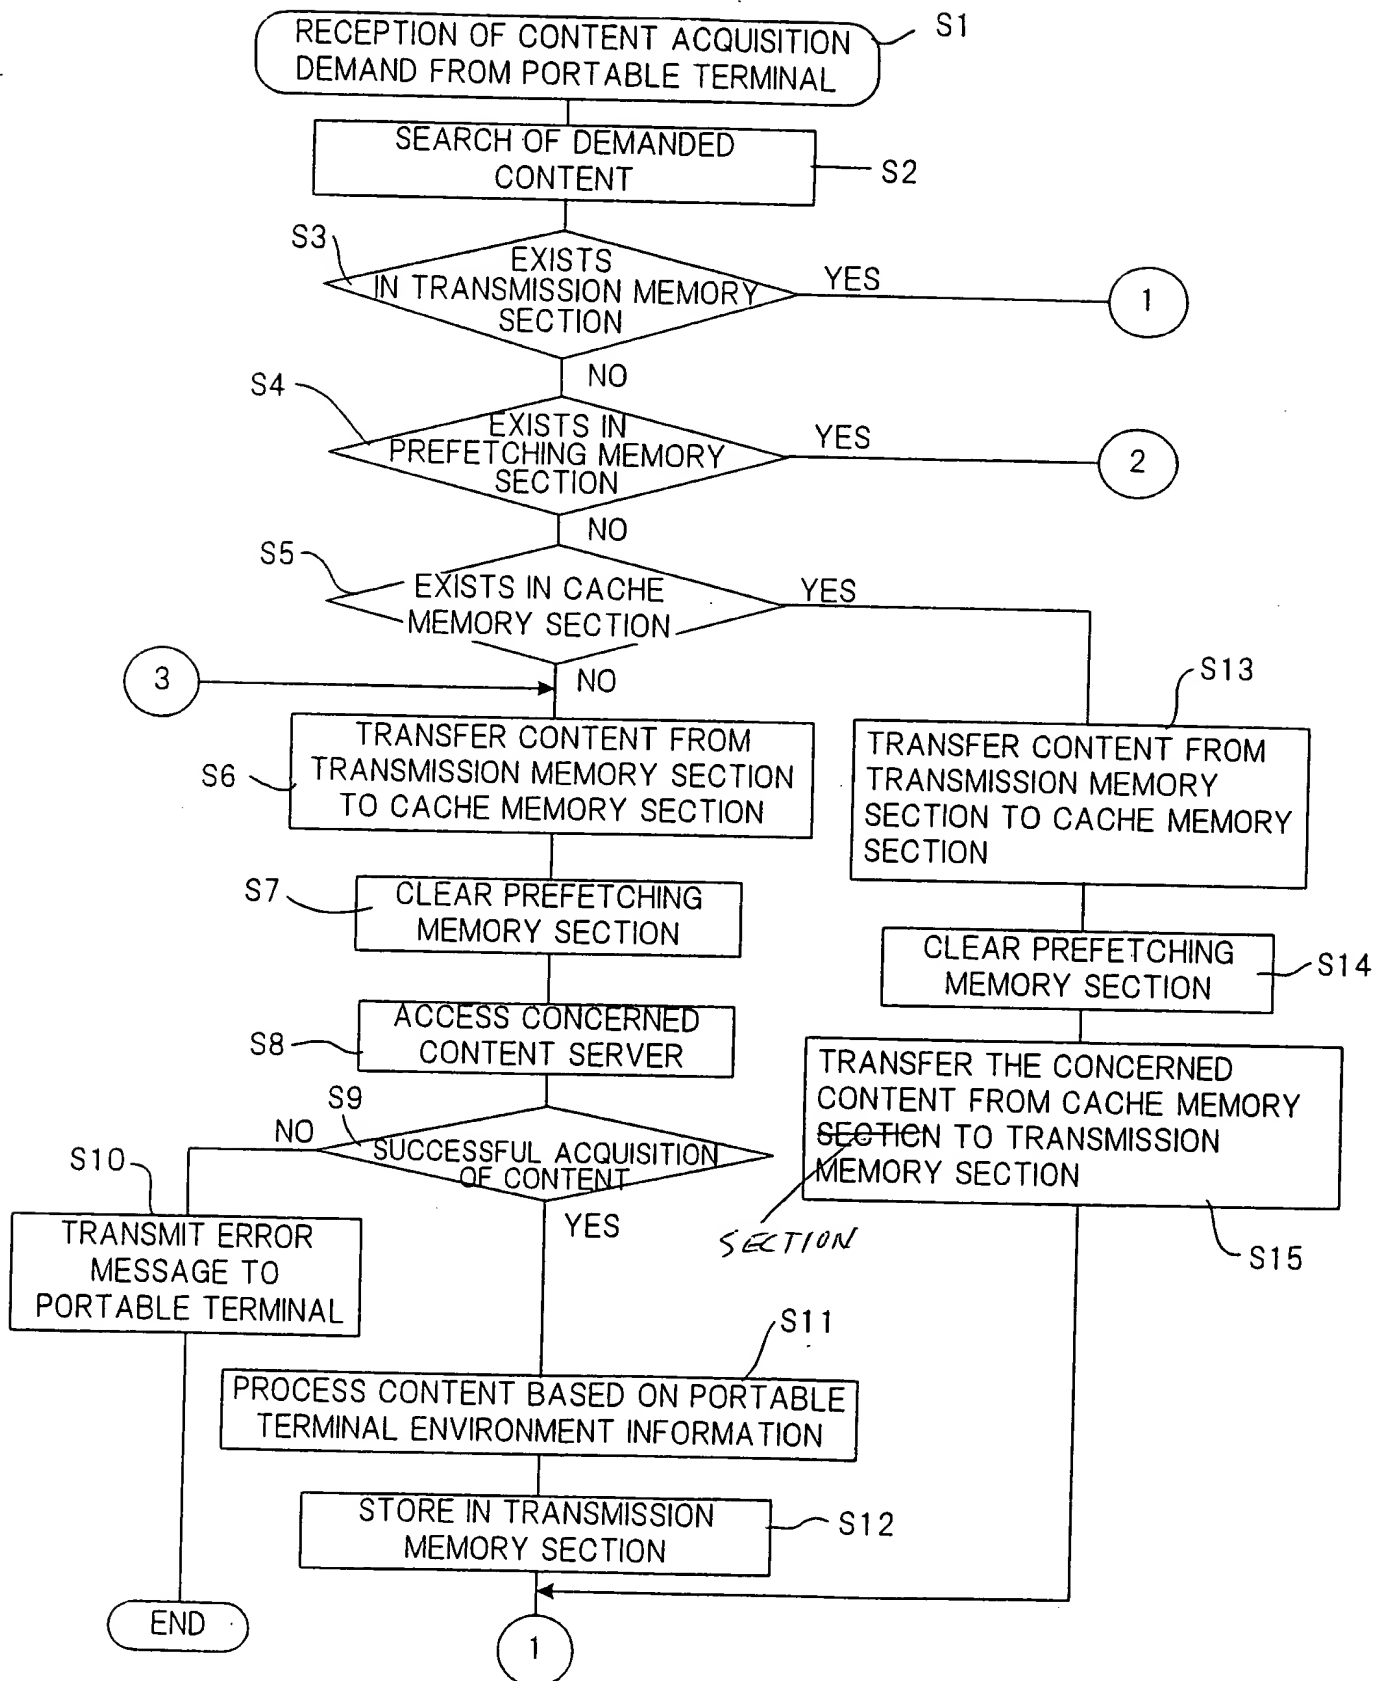 RECEPTION OF CONTENT ACQUISITION
DEMAND FROM PORTABLE TERMINAL
S1
SEARCH OF DEMANDED
CONTENT
S2
S3
EXISTS
IN TRANSMISSION MEMORY
SECTION
YES
1
NO
S4
EXISTS IN
PREFETCHING MEMORY
SECTION
YES
2
NO
S5
EXISTS IN CACHE
MEMORY SECTION
YES
3
NO
S6
TRANSFER CONTENT FROM
TRANSMISSION MEMORY SECTION
TO CACHE MEMORY SECTION
S13
TRANSFER CONTENT FROM
TRANSMISSION MEMORY
SECTION TO CACHE MEMORY
SECTION
S7
CLEAR PREFETCHING
MEMORY SECTION
CLEAR PREFETCHING
MEMORY SECTION
S14
S8
ACCESS CONCERNED
CONTENT SERVER
TRANSFER THE CONCERNED
CONTENT FROM CACHE MEMORY
SECTICN TO TRANSMISSION
MEMORY SECTION
SECTION
S15
S9
NO
SUCCESSFUL ACQUISITION
OF CONTENT
YES
S10
TRANSMIT ERROR
MESSAGE TO
PORTABLE TERMINAL
S11
PROCESS CONTENT BASED ON PORTABLE
TERMINAL ENVIRONMENT INFORMATION
STORE IN TRANSMISSION
MEMORY SECTION
S12
END
1